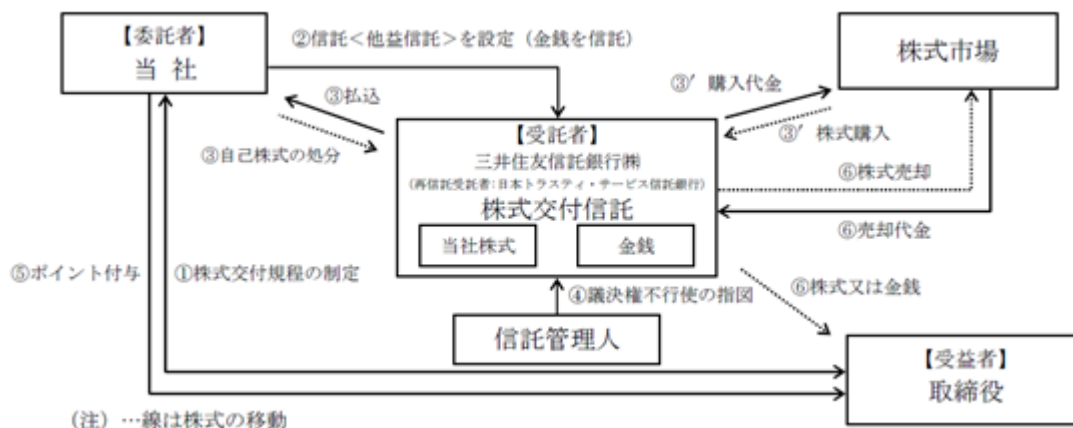 【委託者】
当 社
②信託＜他益信託＞を設定（金銭を信託）
株式市場
③払込
③自己株式の処分
③′ 購入代金
③′ 株式購入
【受託者】
三井住友信託銀行㈱
（再信託受託者：日本トラスティ・サービス信託銀行）
株式交付信託
当社株式
金銭
⑥株式売却
⑥売却代金
⑤ポイント付与
①株式交付規程の制定
④議決権不行使の指図
⑥株式又は金銭
信託管理人
【受益者】
取締役
（注）…線は株式の移動